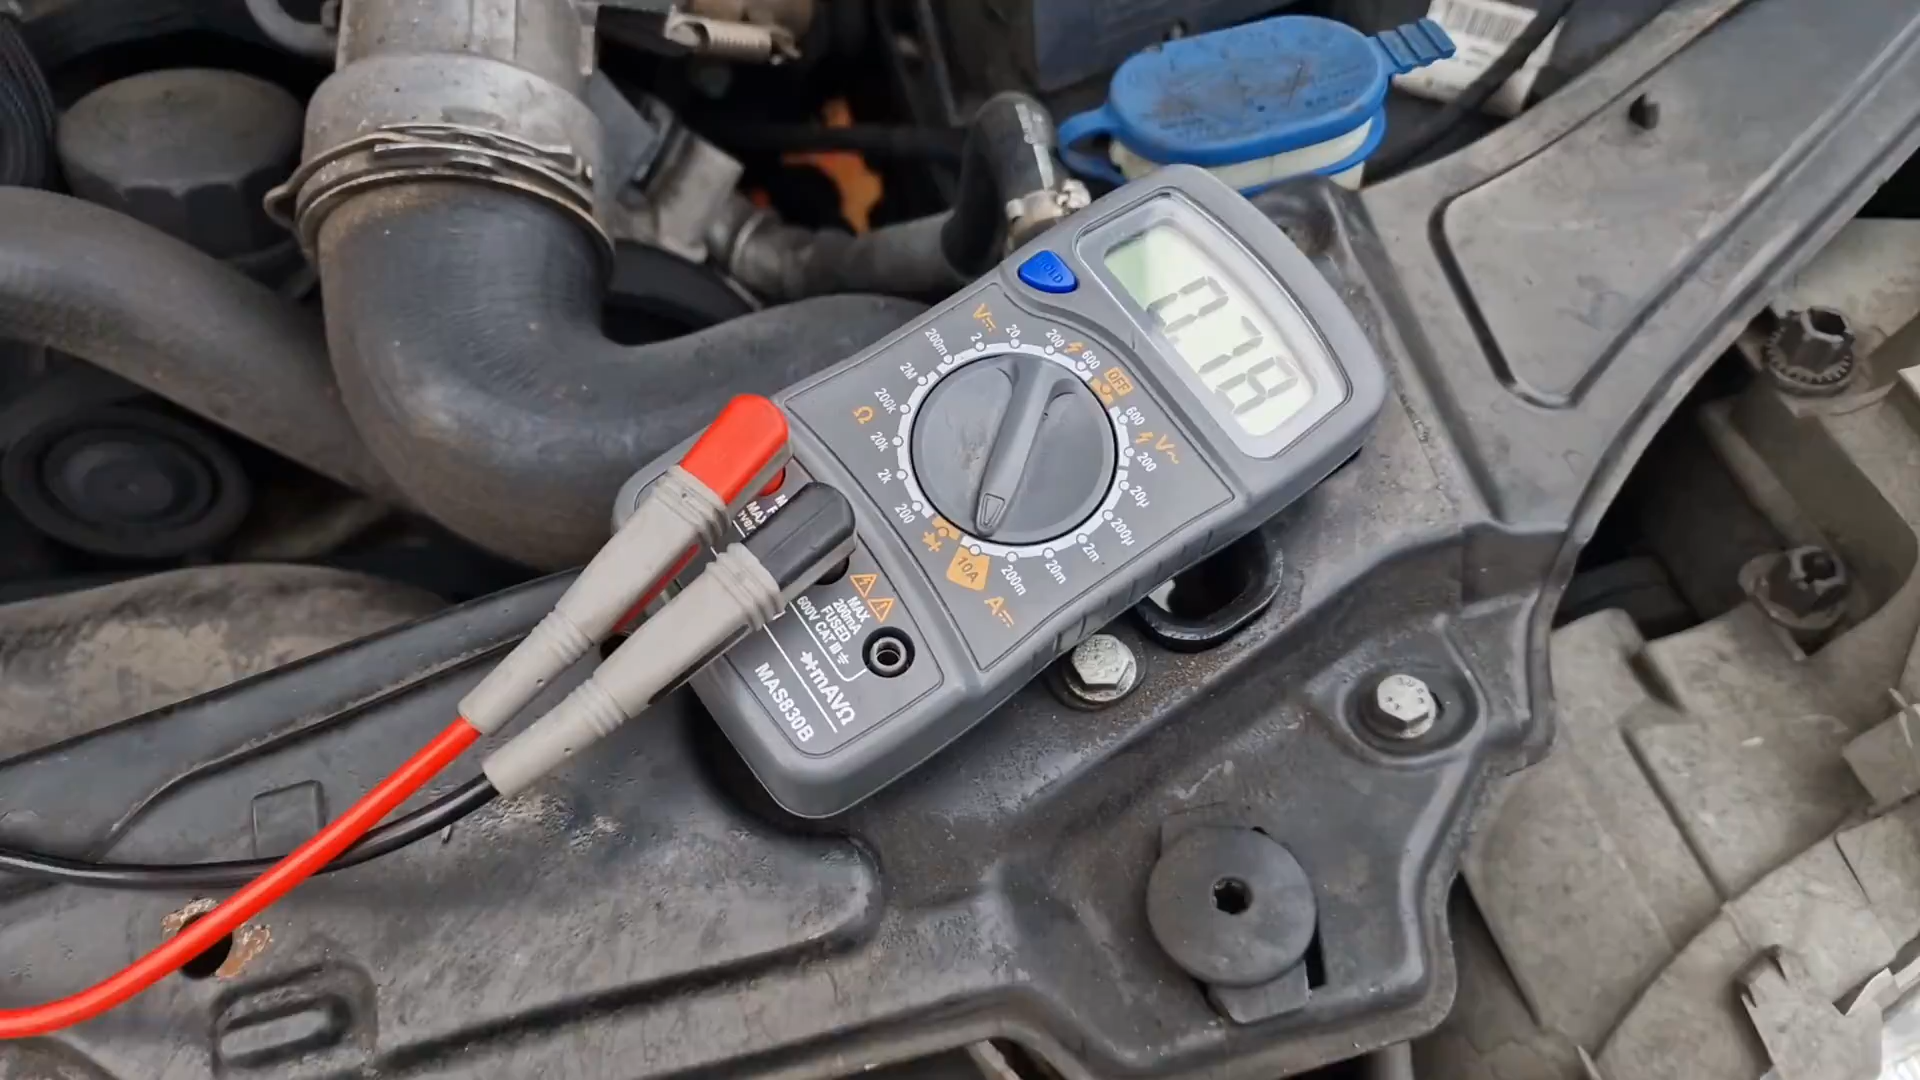 HOLD
0.78
V⎓
200m
2
20
200
600
OFF
600
V~
200
20µ
200µ
2m
20m
200m
A⎓
10A
200
2k
20k
200k
2M
Ω
MAX
200mA
FUSED
600V CAT. III
mAVΩ
MAS830B